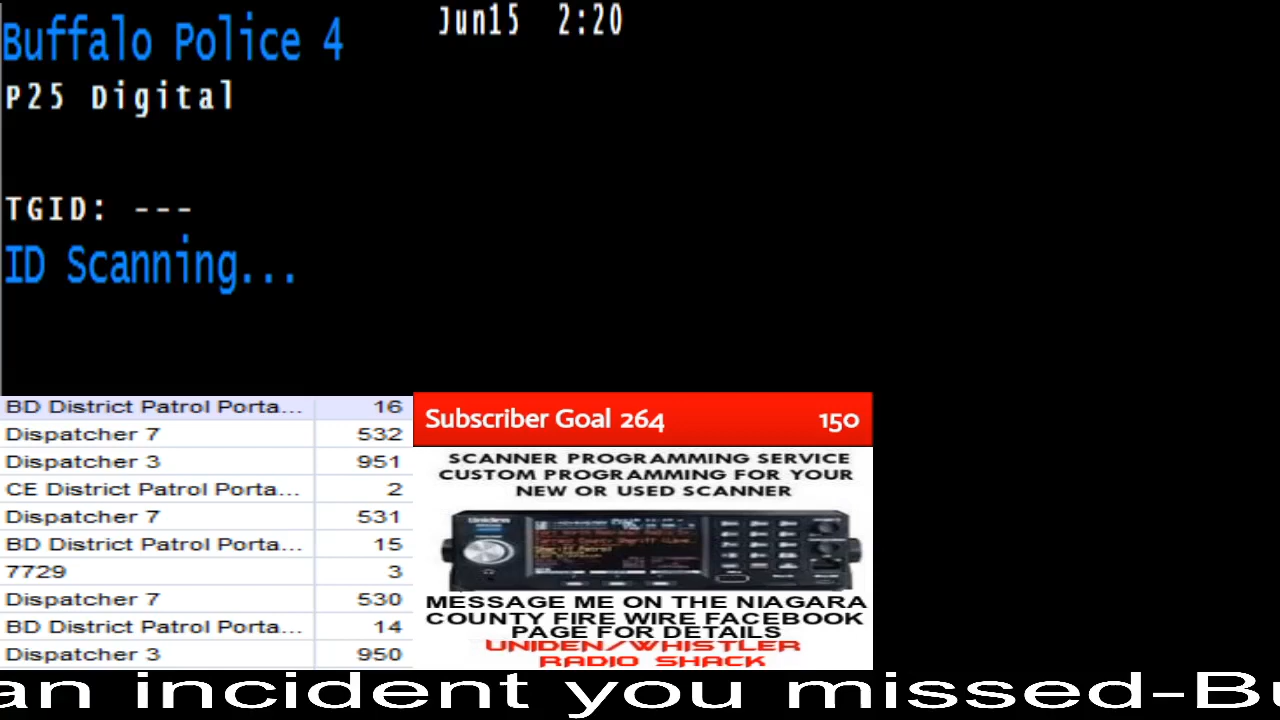 Buffalo Police 4
Jun15 2:20
P25 Digital
TGID: ---
ID Scanning...
BD District Patrol Porta... 16
Dispatcher 7 532
Dispatcher 3 951
CE District Patrol Porta... 2
Dispatcher 7 531
BD District Patrol Porta... 15
7729 3
Dispatcher 7 530
BD District Patrol Porta... 14
Dispatcher 3 950
Subscriber Goal 264 150
SCANNER PROGRAMMING SERVICE
CUSTOM PROGRAMMING FOR YOUR
NEW OR USED SCANNER
Uniden
MESSAGE ME ON THE NIAGARA
COUNTY FIRE WIRE FACEBOOK
PAGE FOR DETAILS
UNIDEN/WHISTLER
RADIO SHACK
an incident you missed-Bu